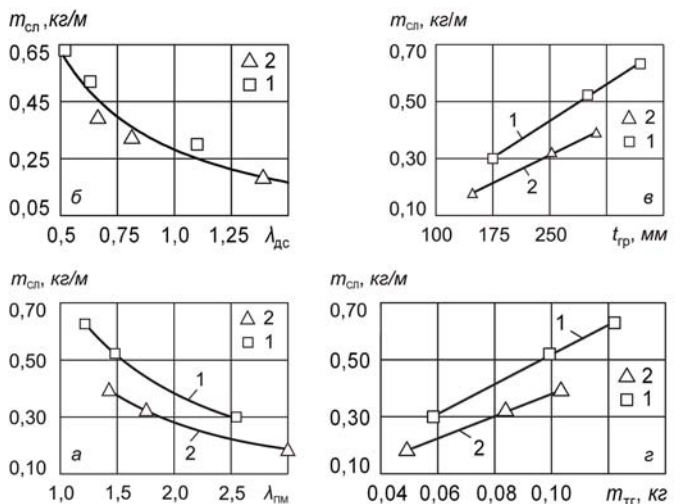 m_сл, кг/м
0,65
0,45
0,25
0,05
△ 2
□ 1
б
0,5 0,75 1,0 1,25 λ_дс
m_сл, кг/м
0,70
0,50
0,30
0,10
1
2
△ 2
□ 1
в
100 175 250 t_гр, мм
m_сл, кг/м
0,70
0,50
0,30
0,10
△ 2
□ 1
1
2
а
1,0 1,5 2,0 2,5 λ_пм
m_сл, кг/м
0,70
0,50
0,30
0,10
1
2
△ 2
□ 1
г
0,04 0,06 0,08 0,10 m_тг, кг